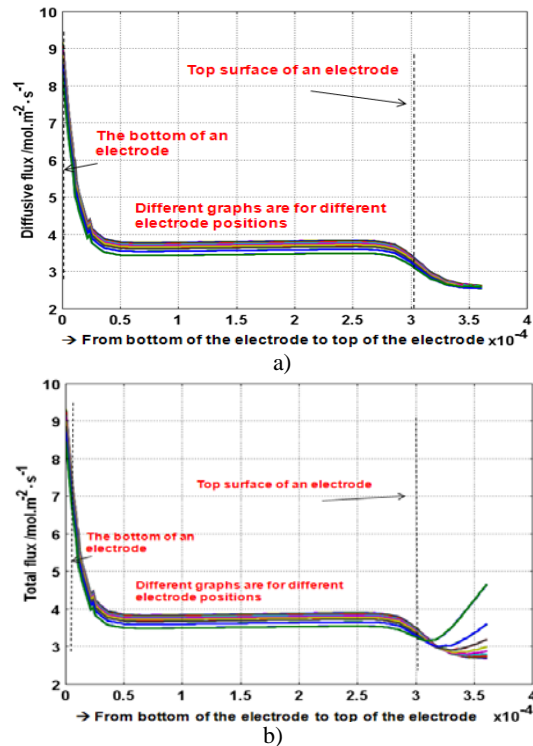 10
9
8
7
6
5
4
3
2
Diffusive flux /mol.m⁻²·s⁻¹
Top surface of an electrode
The bottom of an
electrode
Different graphs are for different
electrode positions
0 0.5 1 1.5 2 2.5 3 3.5 4
→ From bottom of the electrode to top of the electrode x10⁻⁴
a)
10
9
8
7
6
5
4
3
2
1
Total flux /mol.m⁻²·s⁻¹
Top surface of an electrode
The bottom of an
electrode
Different graphs are for different
electrode positions
0 0.5 1 1.5 2 2.5 3 3.5 4
→ From bottom of the electrode to top of the electrode x10⁻⁴
b)